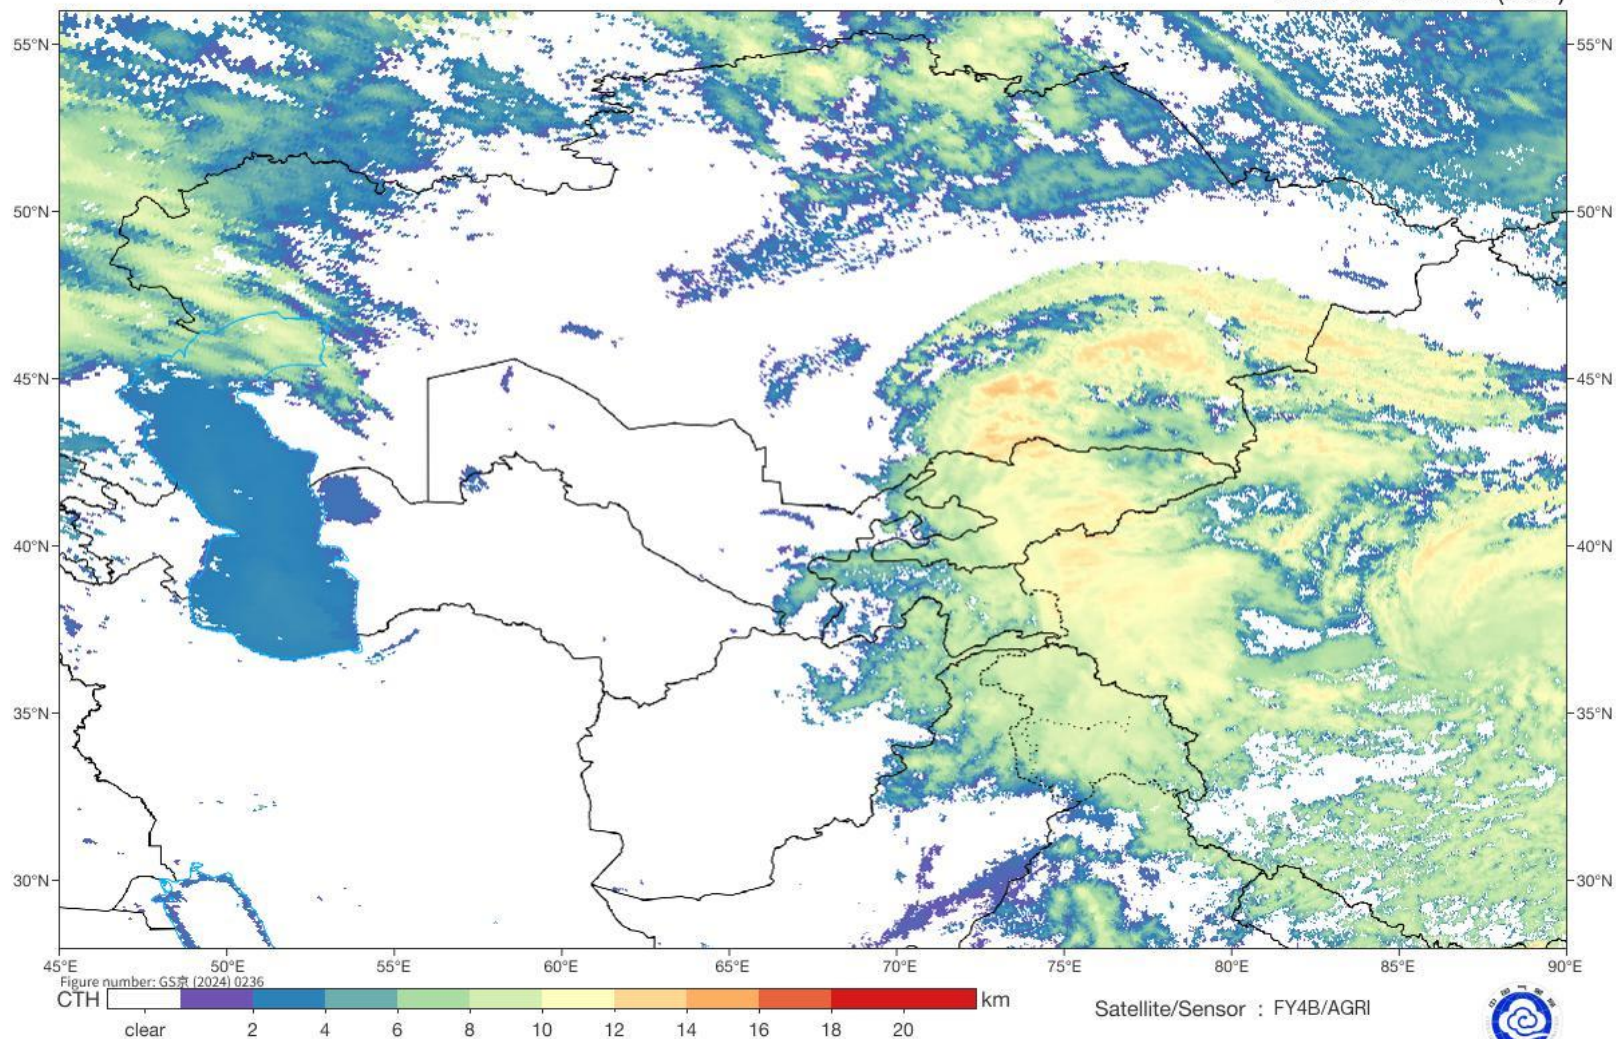 55°N 55°N
50°N 50°N
45°N 45°N
40°N 40°N
35°N 35°N
30°N 30°N
45°E 50°E 55°E 60°E 65°E 70°E 75°E 80°E 85°E 90°E
Figure number: GS京 (2024) 0236
CTH km
clear 2 4 6 8 10 12 14 16 18 20
Satellite/Sensor : FY4B/AGRI